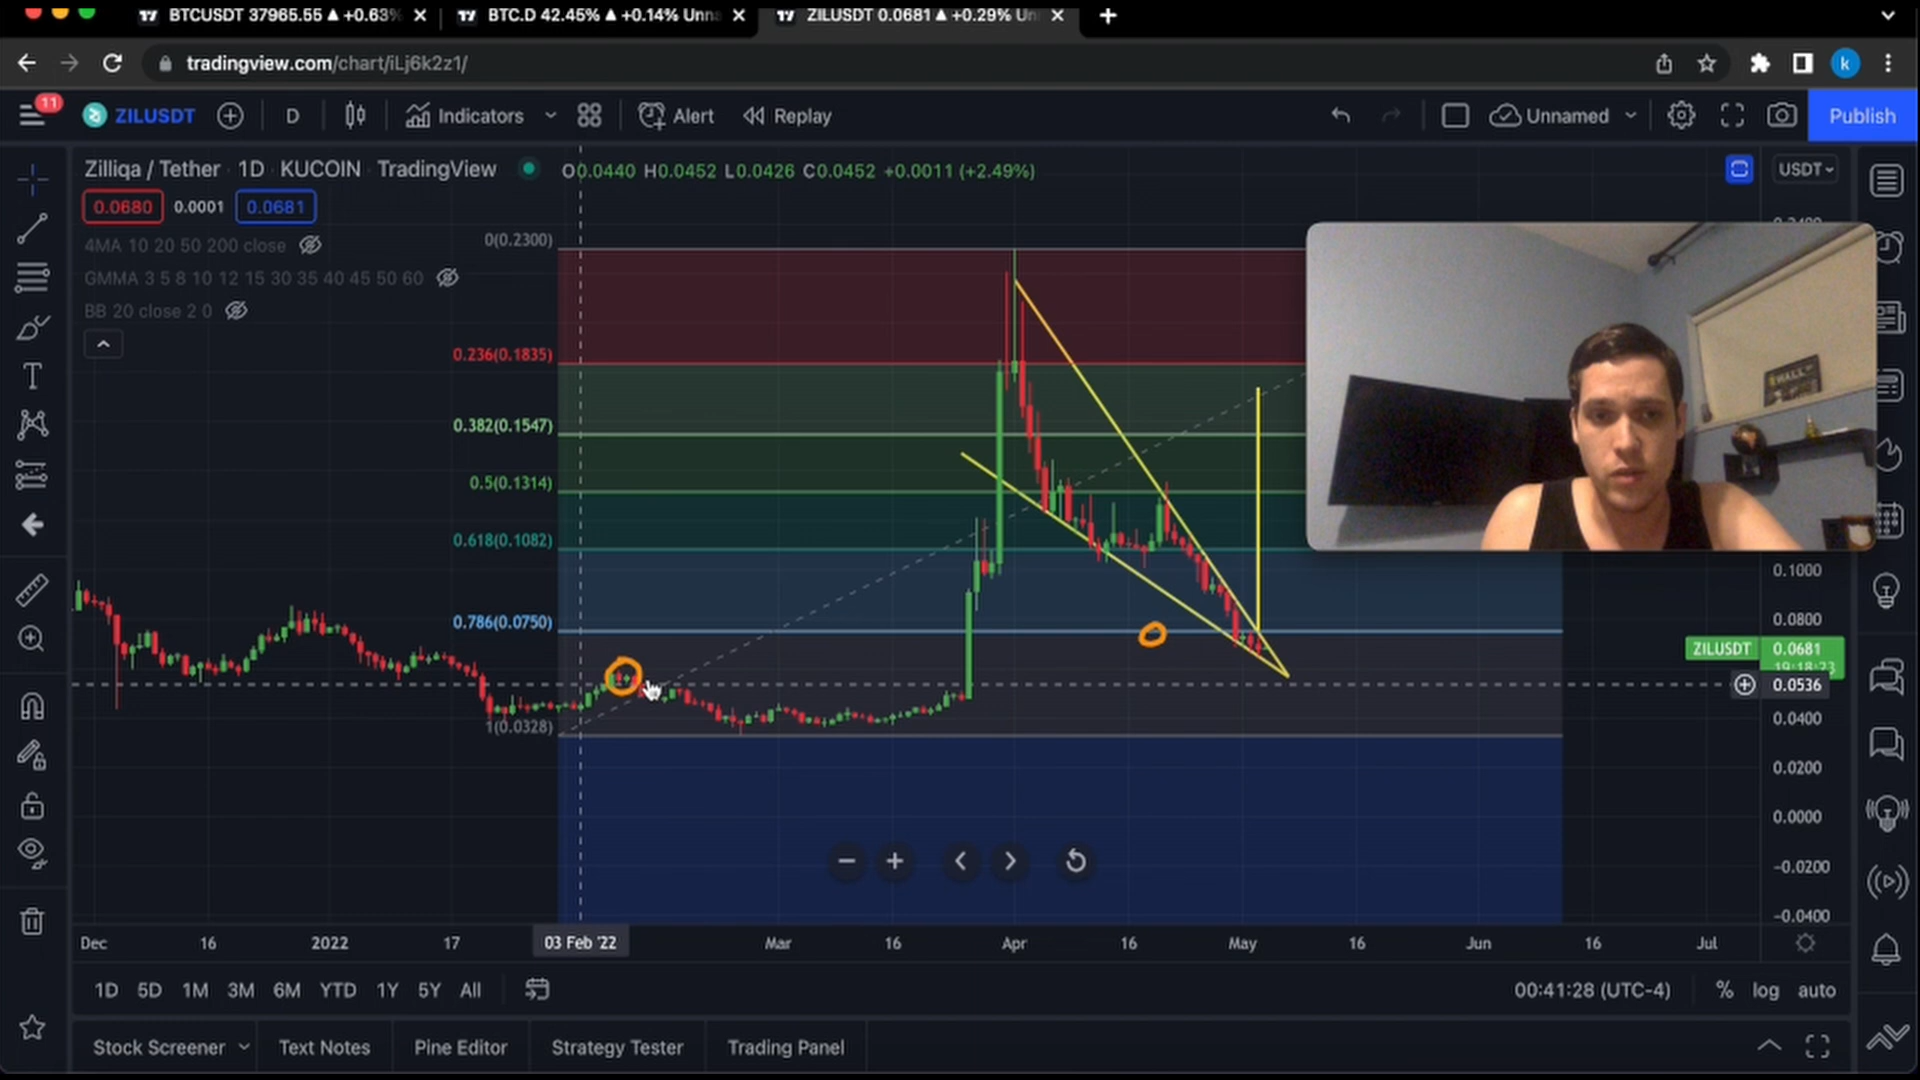 BTCUSDT 37965.55 ▲ +0.63%
BTC.D 42.45% ▲ +0.14% Unna
ZILUSDT 0.0681 ▲ +0.29% Un
tradingview.com/chart/iLj6k2z1/
k
11
ZILUSDT
D
Indicators
Alert
Replay
Unnamed
Publish
Zilliqa / Tether · 1D · KUCOIN · TradingView
O0.0440 H0.0452 L0.0426 C0.0452 +0.0011 (+2.49%)
USDT
0.0680 0.0001 0.0681
4MA 10 20 50 200 close
GMMA 3 5 8 10 12 15 30 35 40 45 50 60
BB 20 close 2 0
0(0.2300)
0.236(0.1835)
0.382(0.1547)
0.5(0.1314)
0.618(0.1082)
0.786(0.0750)
1(0.0328)
0.1000
0.0800
ZILUSDT 0.0681
19:18:23
0.0536
0.0400
0.0200
0.0000
-0.0200
-0.0400
Dec 16 2022 17 03 Feb '22 Mar 16 Apr 16 May 16 Jun 16 Jul
1D 5D 1M 3M 6M YTD 1Y 5Y All
00:41:28 (UTC-4) % log auto
Stock Screener Text Notes Pine Editor Strategy Tester Trading Panel